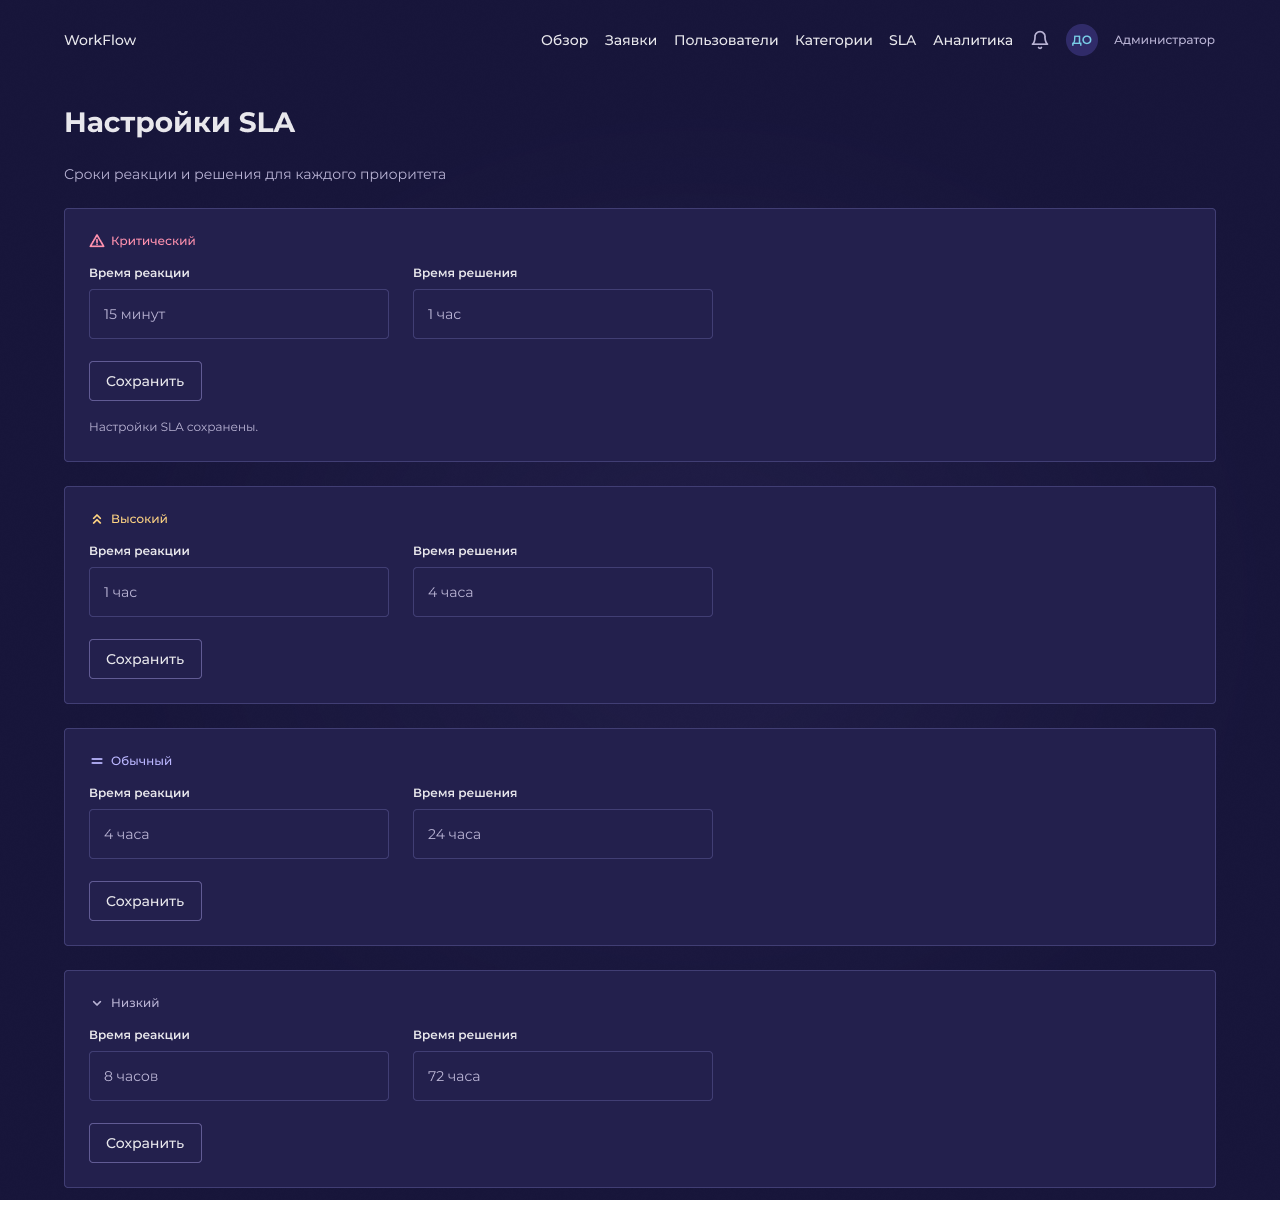 WorkFlow Обзор Заявки Пользователи Категории SLA Аналитика ДО Администратор
Настройки SLA
Сроки реакции и решения для каждого приоритета
Критический
Время реакции Время решения
15 минут 1 час
Сохранить
Настройки SLA сохранены.
Высокий
Время реакции Время решения
1 час 4 часа
Сохранить
Обычный
Время реакции Время решения
4 часа 24 часа
Сохранить
Низкий
Время реакции Время решения
8 часов 72 часа
Сохранить